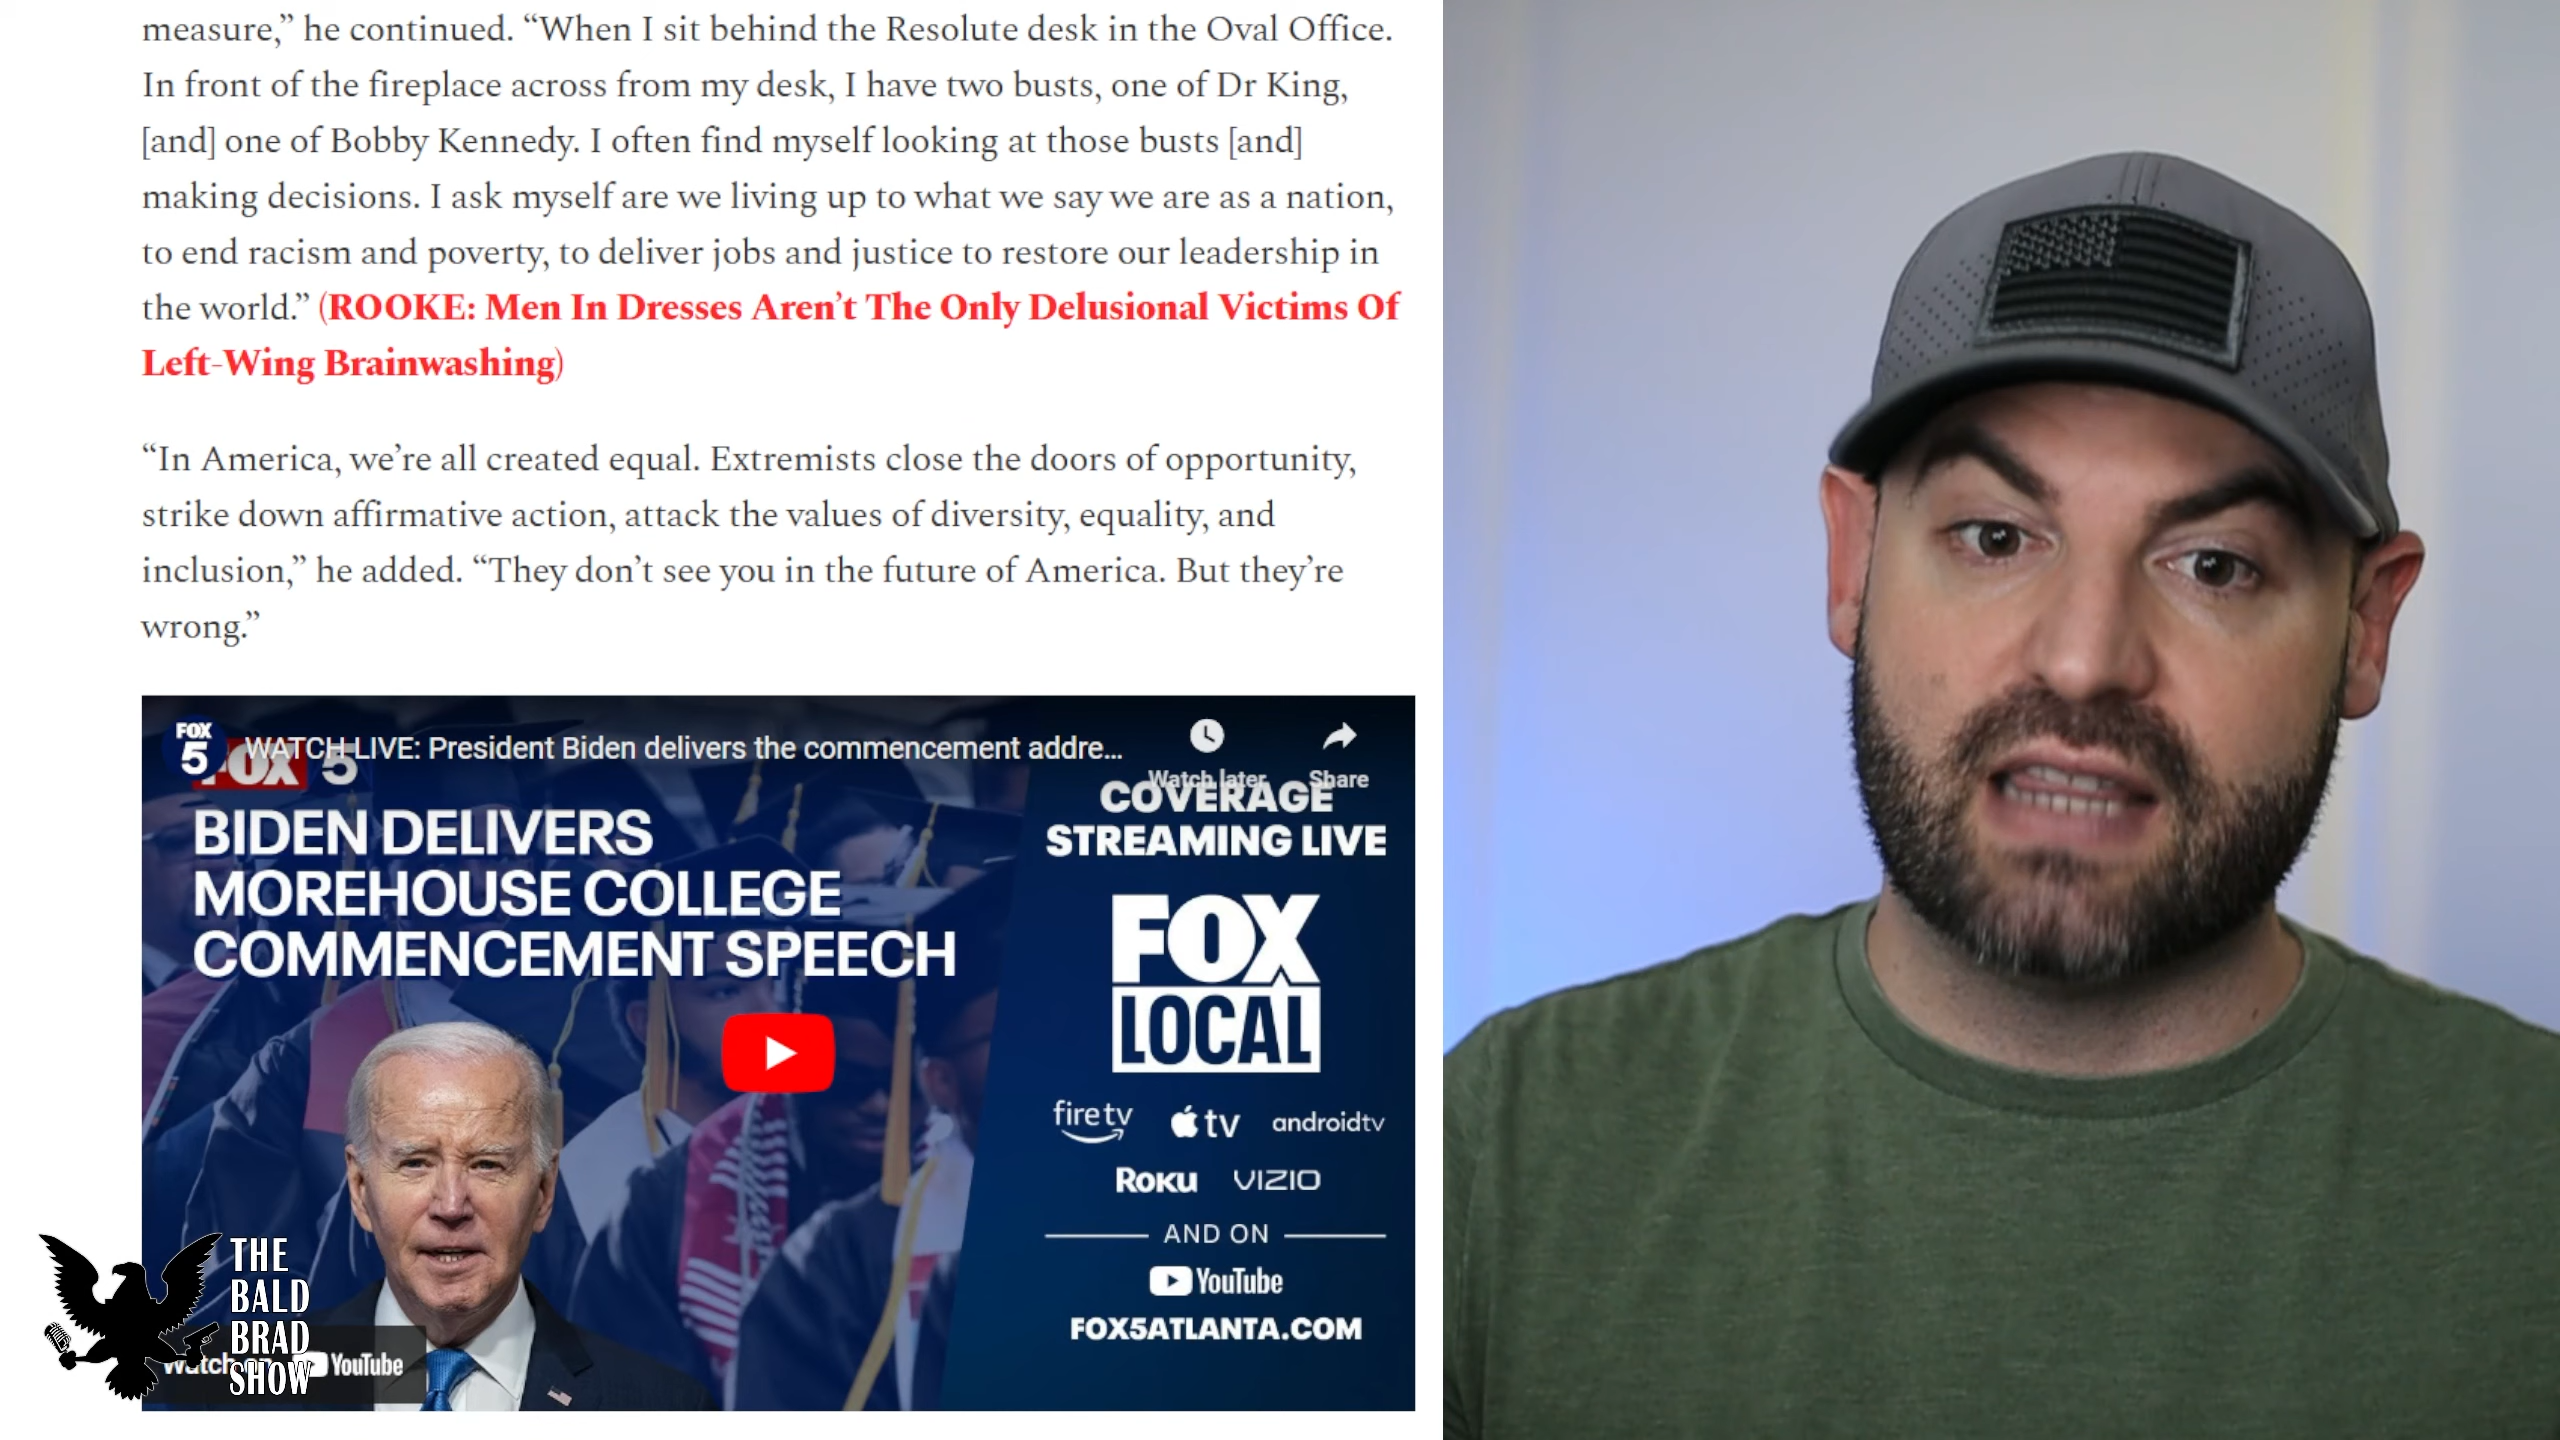 measure,” he continued. “When I sit behind the Resolute desk in the Oval Office.
In front of the fireplace across from my desk, I have two busts, one of Dr King,
[and] one of Bobby Kennedy. I often find myself looking at those busts [and]
making decisions. I ask myself are we living up to what we say we are as a nation,
to end racism and poverty, to deliver jobs and justice to restore our leadership in
the world.” (ROOKE: Men In Dresses Aren’t The Only Delusional Victims Of
Left-Wing Brainwashing)
“In America, we’re all created equal. Extremists close the doors of opportunity,
strike down affirmative action, attack the values of diversity, equality, and
inclusion,” he added. “They don’t see you in the future of America. But they’re
wrong.”
FOX
5
WATCH LIVE: President Biden delivers the commencement addre...
FOX 5
Watch later
Share
BIDEN DELIVERS
MOREHOUSE COLLEGE
COMMENCEMENT SPEECH
COVERAGE
STREAMING LIVE
FOX
LOCAL
firetv
tv
androidtv
Roku
VIZIO
AND ON
YouTube
FOX5ATLANTA.COM
THE
BALD
BRAD
SHOW
Watch
YouTube